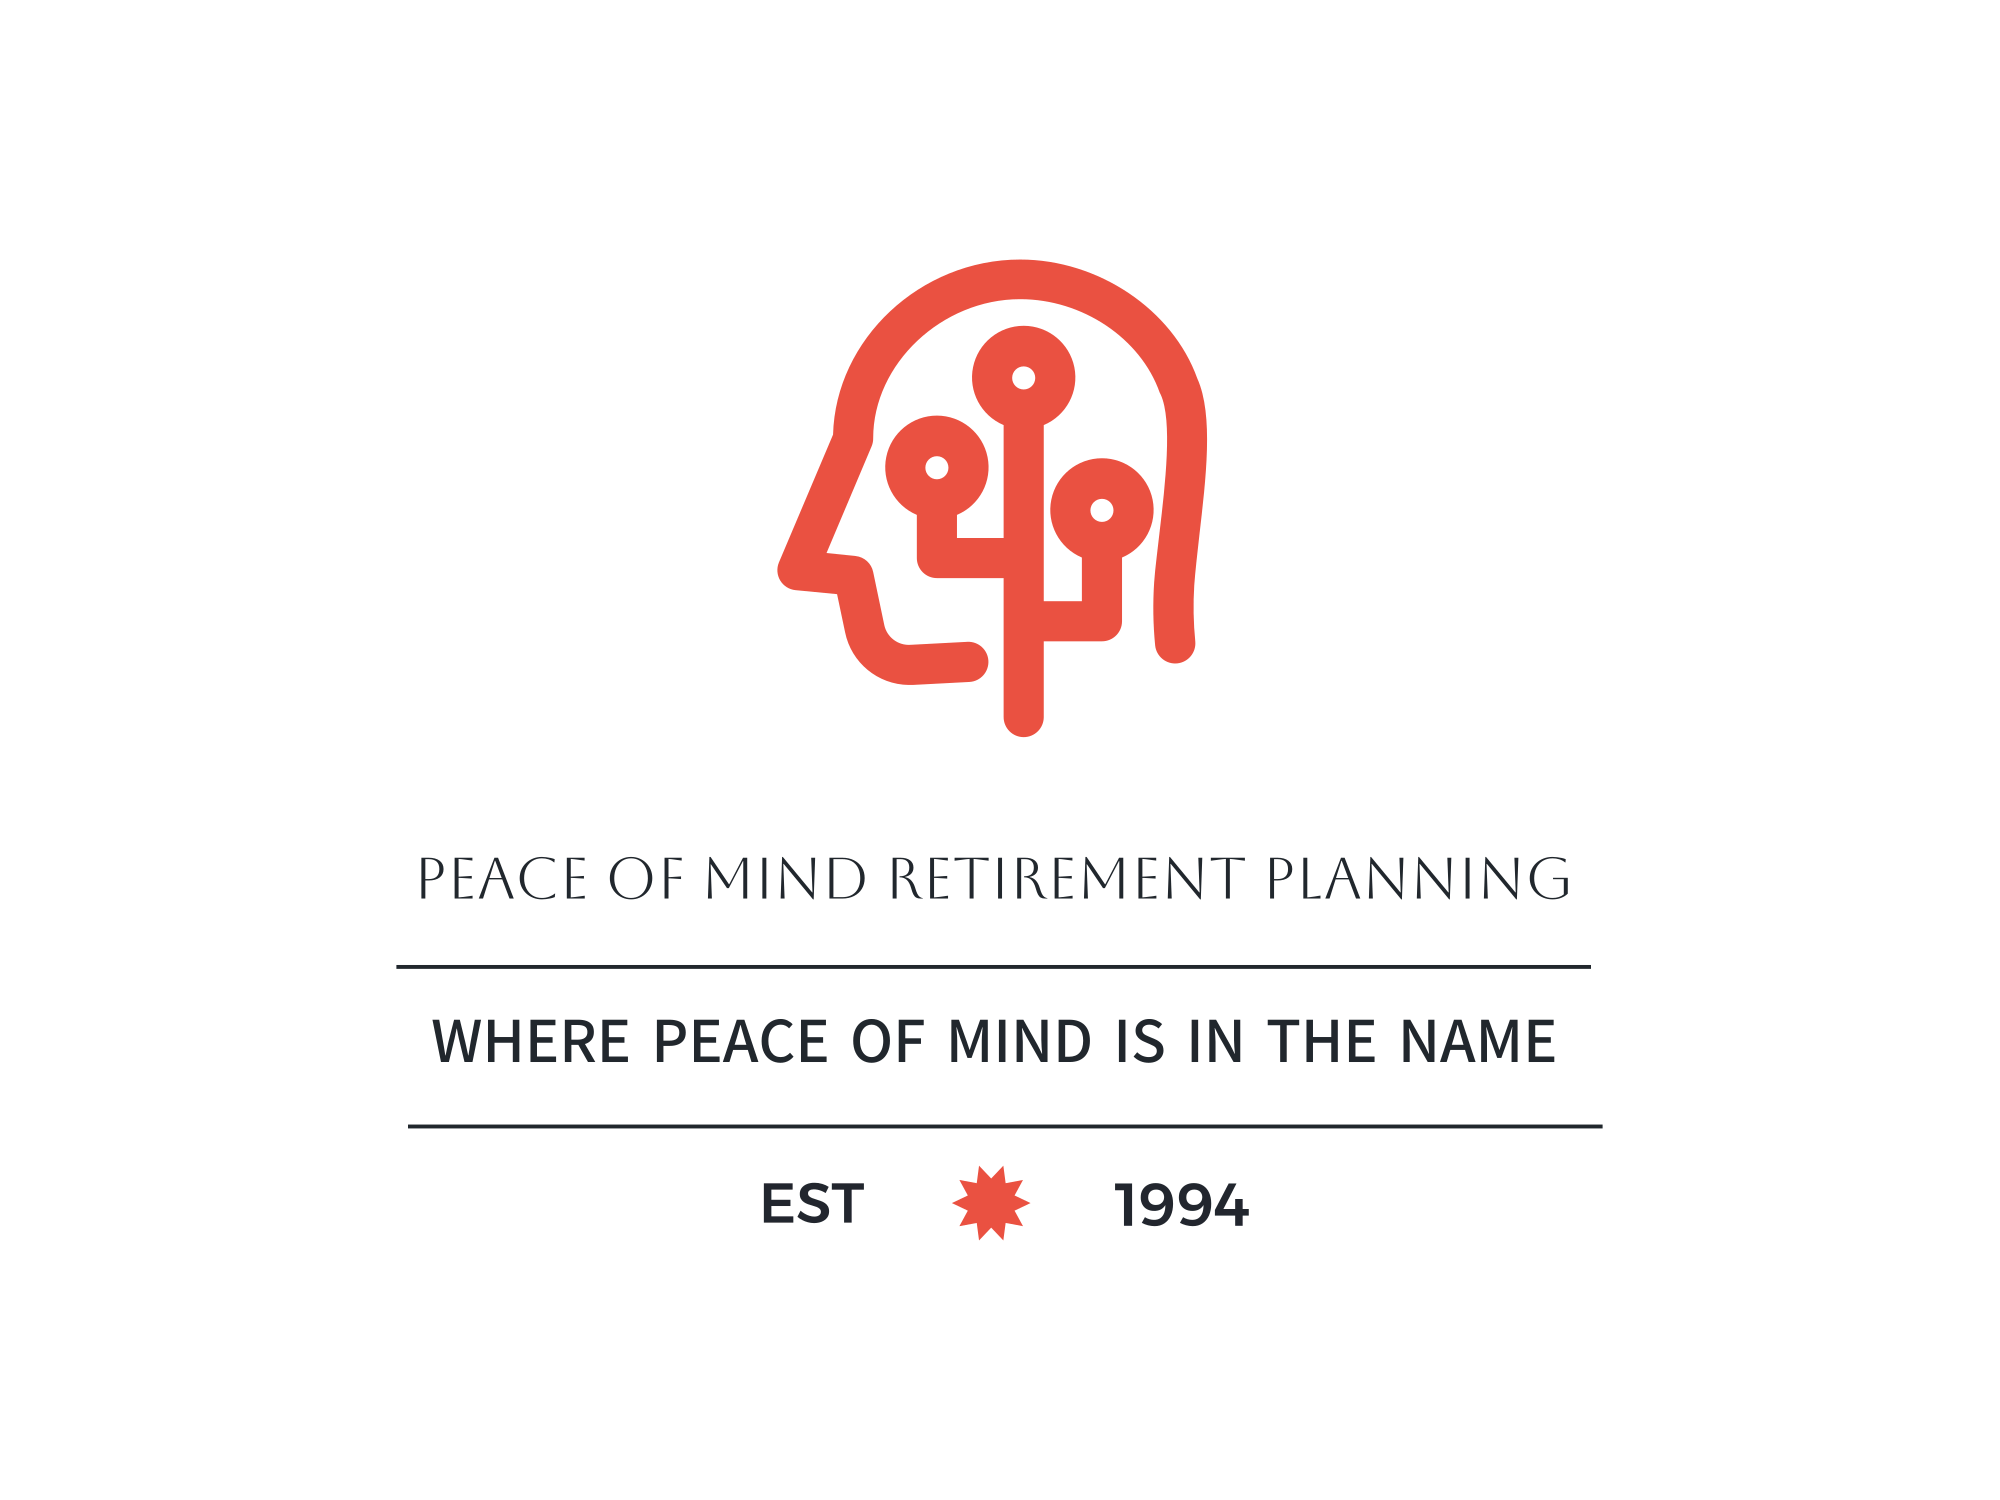 PEACE OF MIND RETIREMENT PLANNING
WHERE PEACE OF MIND IS IN THE NAME
EST 1994